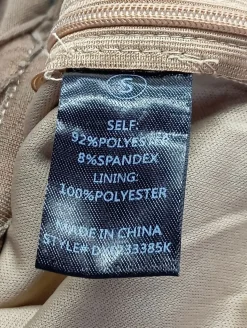 S
SELF:
92%POLYESTER
8%SPANDEX
LINING:
100%POLYESTER
MADE IN CHINA
STYLE#